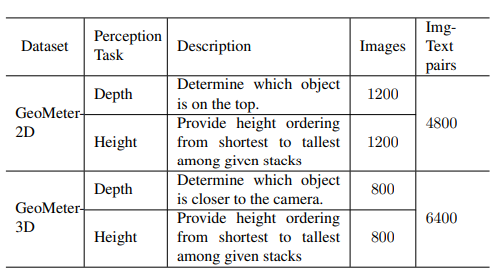 Dataset Perception Task Description Images Img-Text pairs
GeoMeter-2D Depth Determine which object is on the top. 1200 4800
Height Provide height ordering from shortest to tallest among given stacks 1200
GeoMeter-3D Depth Determine which object is closer to the camera. 800 6400
Height Provide height ordering from shortest to tallest among given stacks 800